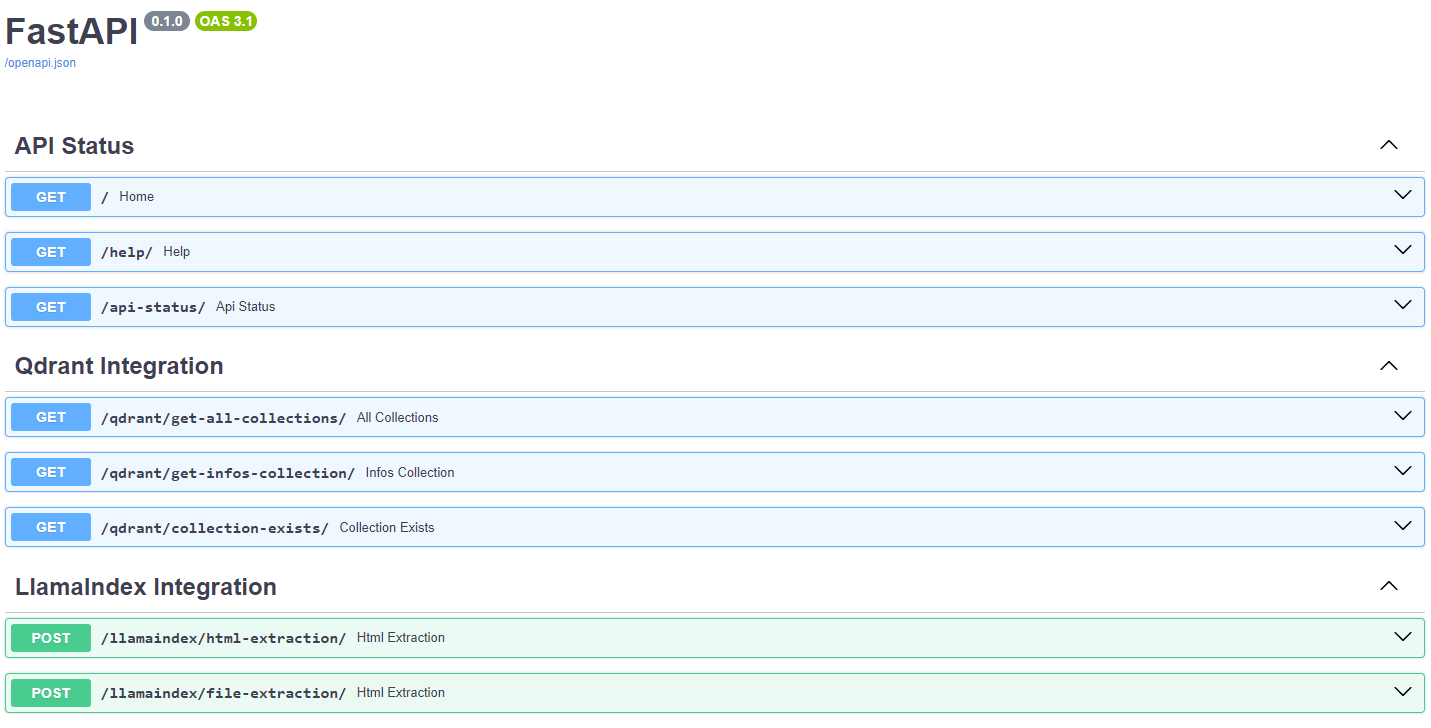 FastAPI 0.1.0 OAS 3.1
/openapi.json
API Status
GET / Home
GET /help/ Help
GET /api-status/ Api Status
Qdrant Integration
GET /qdrant/get-all-collections/ All Collections
GET /qdrant/get-infos-collection/ Infos Collection
GET /qdrant/collection-exists/ Collection Exists
LlamaIndex Integration
POST /llamaindex/html-extraction/ Html Extraction
POST /llamaindex/file-extraction/ Html Extraction